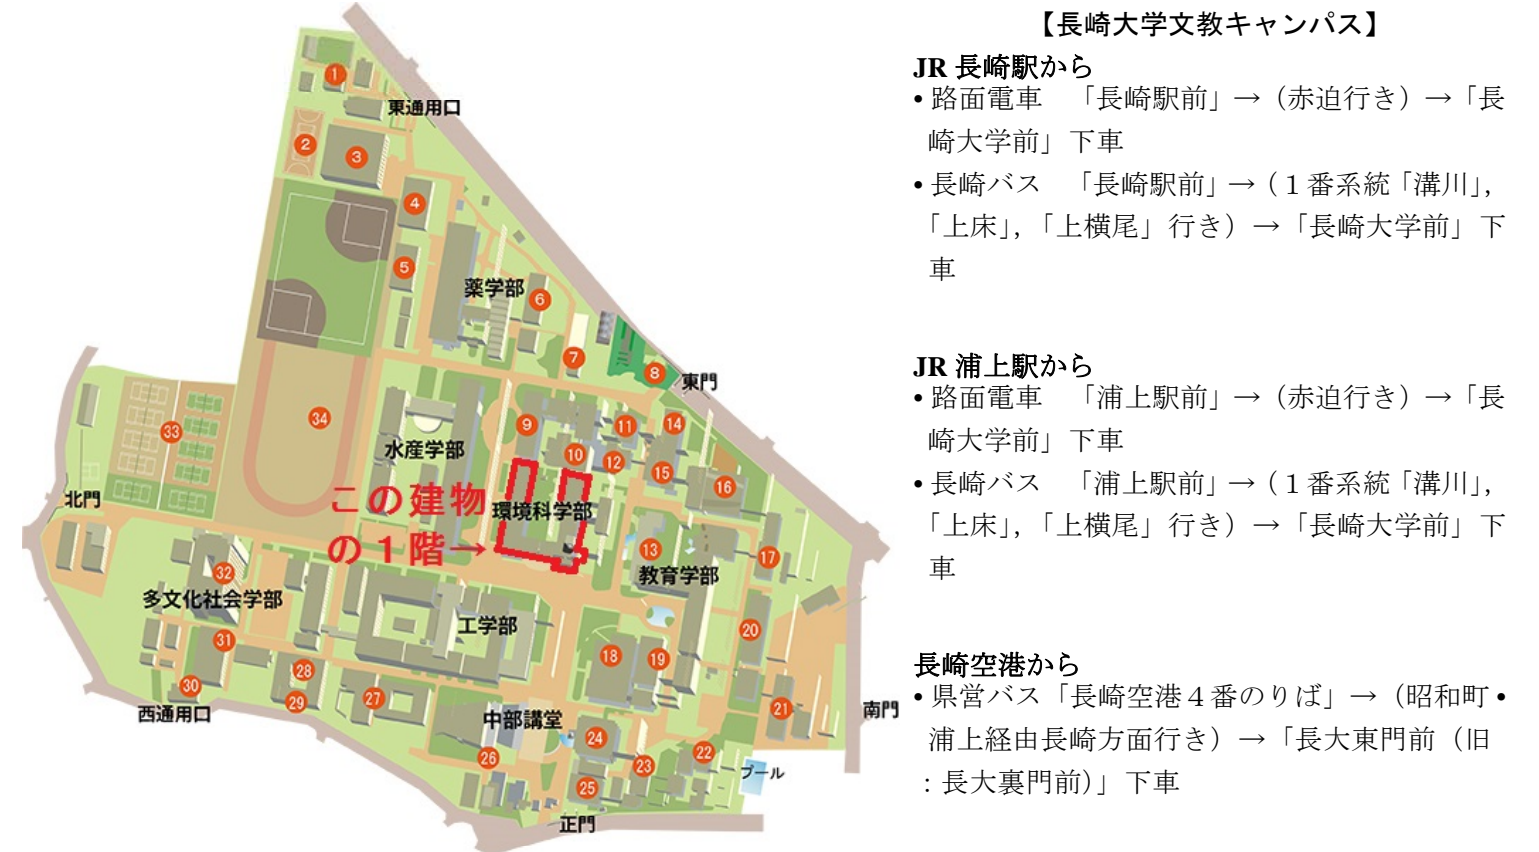 【長崎大学文教キャンパス】
JR 長崎駅から
• 路面電車　「長崎駅前」→（赤迫行き）→「長
崎大学前」下車
• 長崎バス　「長崎駅前」→（１番系統「溝川」,
「上床」,「上横尾」行き）→「長崎大学前」下
車
JR 浦上駅から
• 路面電車　「浦上駅前」→（赤迫行き）→「長
崎大学前」下車
• 長崎バス　「浦上駅前」→（１番系統「溝川」,
「上床」,「上横尾」行き）→「長崎大学前」下
車
長崎空港から
• 県営バス「長崎空港４番のりば」→（昭和町・
浦上経由長崎方面行き）→「長大東門前（旧
：長大裏門前）」下車
1
東通用口
2
3
4
5
薬学部
6
7
8
東門
34
33
9
11
14
水産学部
10
12
15
16
北門
この建物
の１階→
環境科学部
13
17
教育学部
32
多文化社会学部
工学部
20
31
18
19
28
30
29
27
西通用口
21
南門
中部講堂
24
26
23
22
プール
25
正門